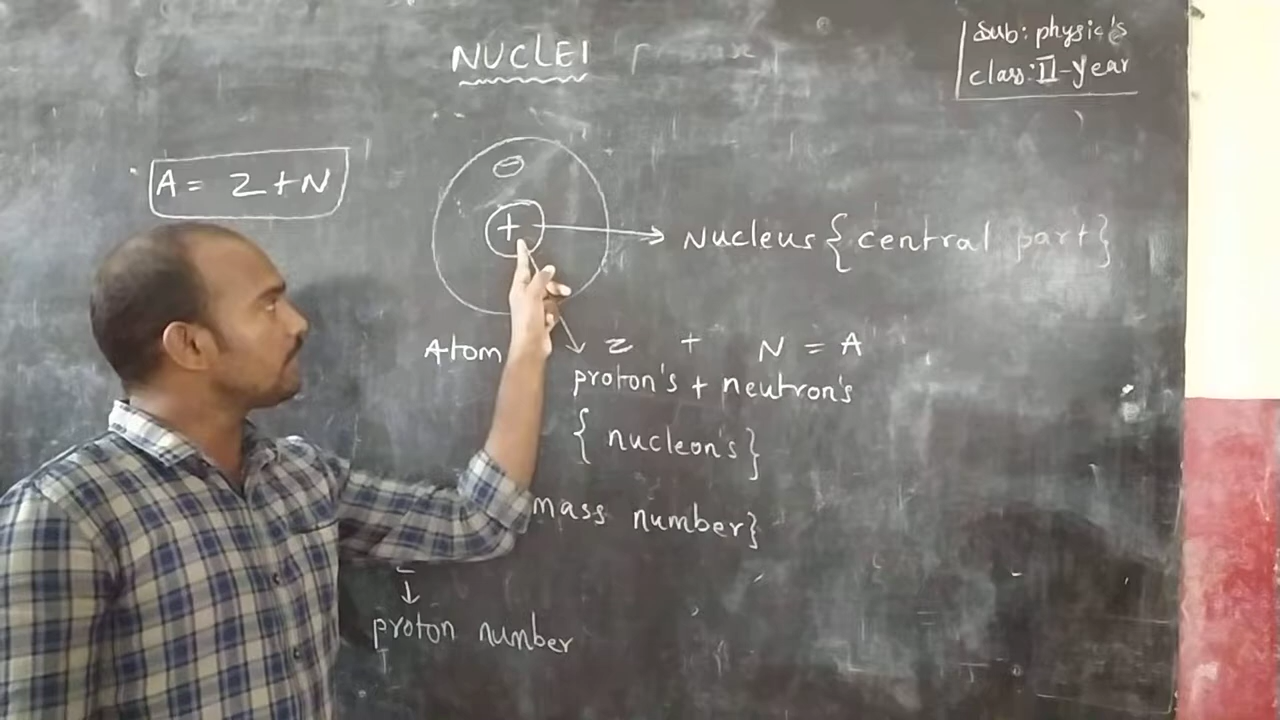 NUCLEI
Sub: physic's
class: II-year
A = Z+N
+
Nucleus {central part}
Atom
Z + N = A
proton's + neutron's
{ nucleon's}
mass number}
↓
proton number